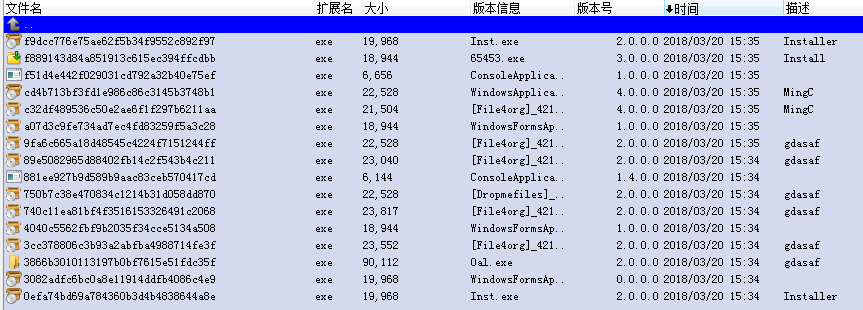 文件名 扩展名 大小 版本信息 版本号 时间 描述
..
f9dcc776e75ae62f5b34f9552c892f97 exe 19,968 Inst.exe 2.0.0.0 2018/03/20 15:35 Installer
f889143d84a851913c615ec394ffcdbb exe 18,944 65453.exe 3.0.0.0 2018/03/20 15:35 Install
f51d4e442f029031cd792a32b40e75ef exe 6,656 ConsoleApplica.. 1.0.0.0 2018/03/20 15:35
cd4b713bf3fd1e986c86c3145b3748b1 exe 22,528 WindowsApplica.. 4.0.0.0 2018/03/20 15:35 MingC
c32df489536c50e2ae6f1f297b6211aa exe 21,504 [File4org]_421.. 4.0.0.0 2018/03/20 15:35 MingC
a07d3c9fe734ad7ec4fd83259f5a3c28 exe 18,944 WindowsFormsAp.. 1.0.0.0 2018/03/20 15:35
9fa6c665a18d48545c4224f7151244ff exe 22,528 [File4org]_421.. 2.0.0.0 2018/03/20 15:35 gdasaf
89e5082965d88402fb14c2f543b4c211 exe 23,040 [File4org]_421.. 2.0.0.0 2018/03/20 15:34 gdasaf
881ee927b9d589b9aac83ceb570417cd exe 6,144 ConsoleApplica.. 1.4.0.0 2018/03/20 15:34
750b7c38e470834c1214b31d058dd870 exe 22,528 [Dropmefiles]_.. 2.0.0.0 2018/03/20 15:34 gdasaf
740c11ea81bf4f3516153326491c2068 exe 23,817 [File4org]_421.. 2.0.0.0 2018/03/20 15:34 gdasaf
4040c5562fbf9b2035f34cce5134a508 exe 18,944 WindowsFormsAp.. 1.0.0.0 2018/03/20 15:34
3cc378806c3b93a2abfba4988714fe3f exe 23,552 [File4org]_421.. 2.0.0.0 2018/03/20 15:34 gdasaf
3866b3010113197b0bf7615e51fdc35f exe 90,112 Oal.exe 2.0.0.0 2018/03/20 15:34 gdasaf
3082adfc6bc0a8e11914ddfb4086c4e9 exe 19,968 WindowsFormsAp.. 0.0.0.0 2018/03/20 15:34
0efa74bd69a784360b3d4b4838644a8e exe 19,968 Inst.exe 2.0.0.0 2018/03/20 15:34 Installer